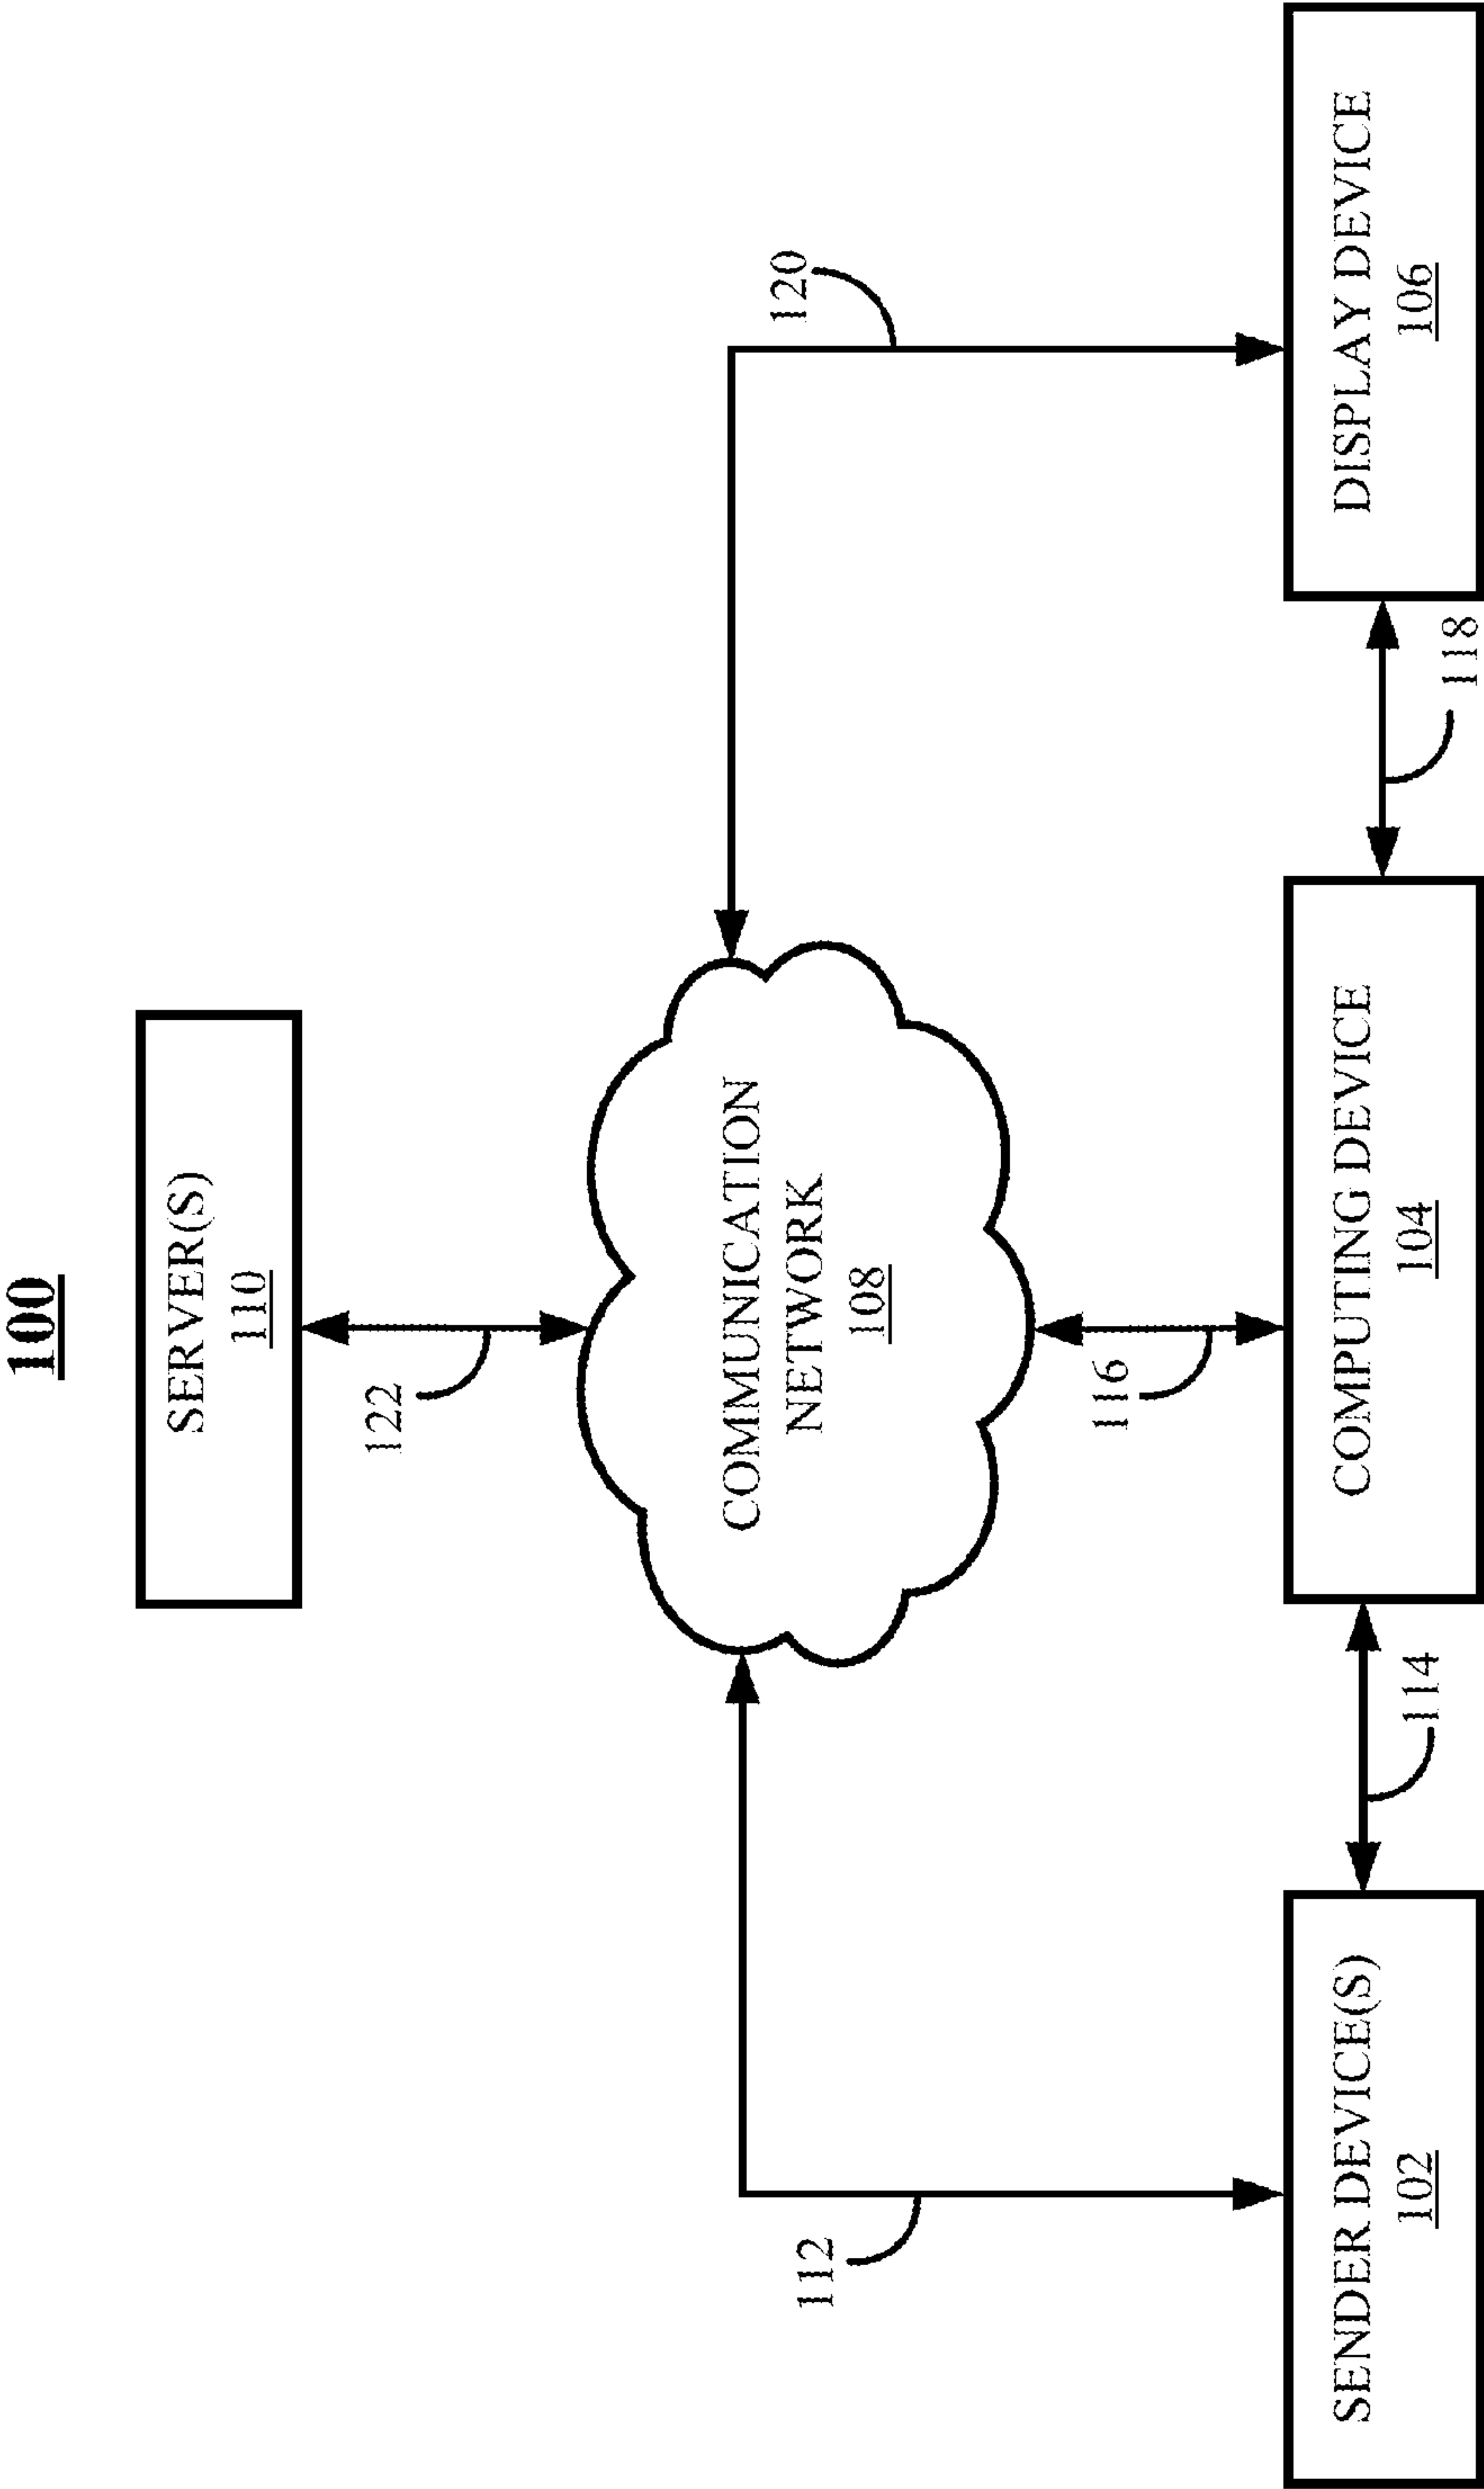 100
SERVER(S)
110
122
COMMUNICATION
NETWORK
108
120
112
116
SENDER DEVICE(S)
102
COMPUTING DEVICE
104
DISPLAY DEVICE
106
114
118